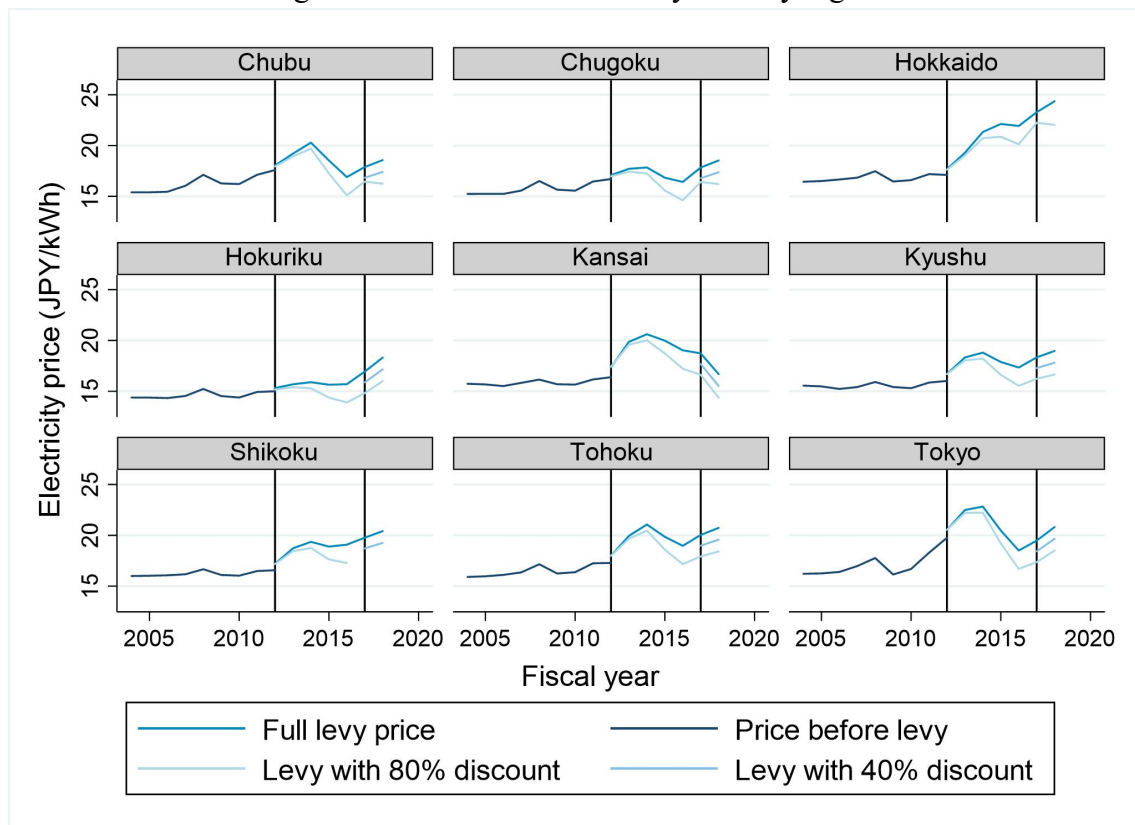 Chubu
Chugoku
Hokkaido
25
20
15
Hokuriku
Kansai
Kyushu
25
20
15
Shikoku
Tohoku
Tokyo
25
20
15
Electricity price (JPY/kWh)
2005 2010 2015 2020 2005 2010 2015 2020 2005 2010 2015 2020
Fiscal year
Full levy price
Price before levy
Levy with 80% discount
Levy with 40% discount